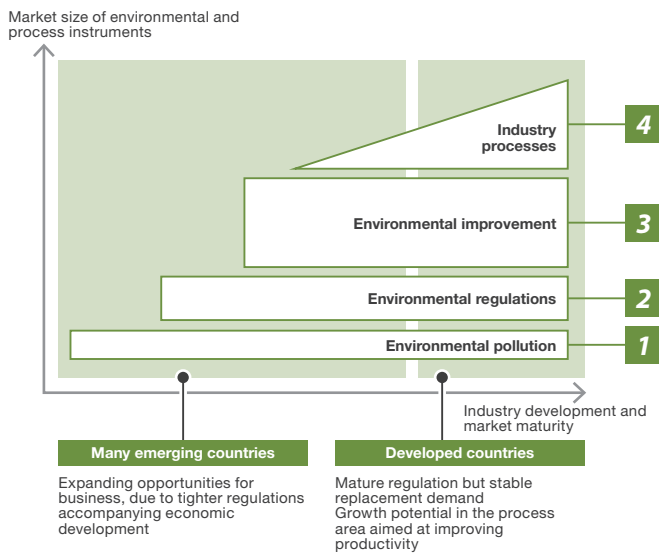 Market size of environmental and
process instruments
Industry
processes
4
Environmental improvement
3
Environmental regulations
2
Environmental pollution
1
Industry development and
market maturity
Many emerging countries
Expanding opportunities for
business, due to tighter regulations
accompanying economic
development
Developed countries
Mature regulation but stable
replacement demand
Growth potential in the process
area aimed at improving
productivity